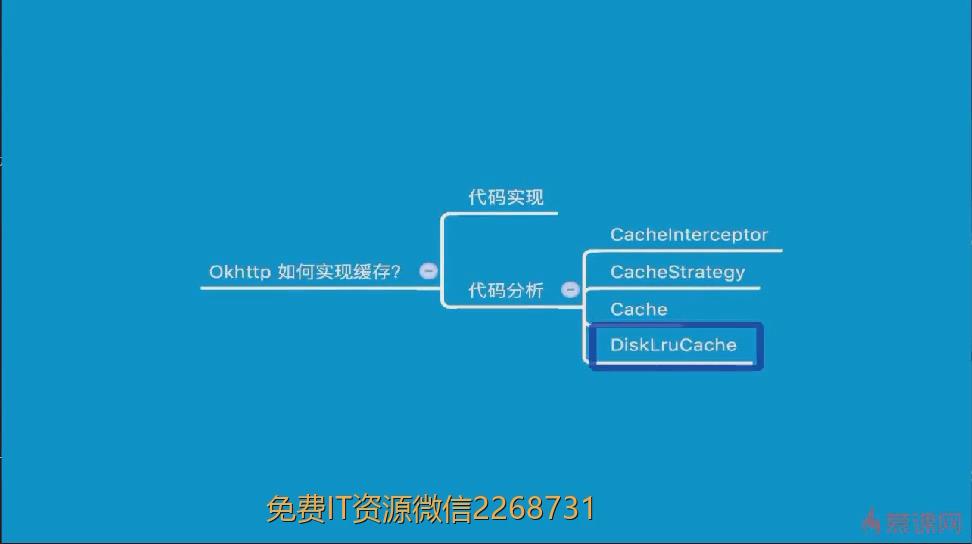 代码实现
CacheInterceptor
Okhttp 如何实现缓存?
CacheStrategy
代码分析
Cache
DiskLruCache
免费IT资源微信2268731
慕课网